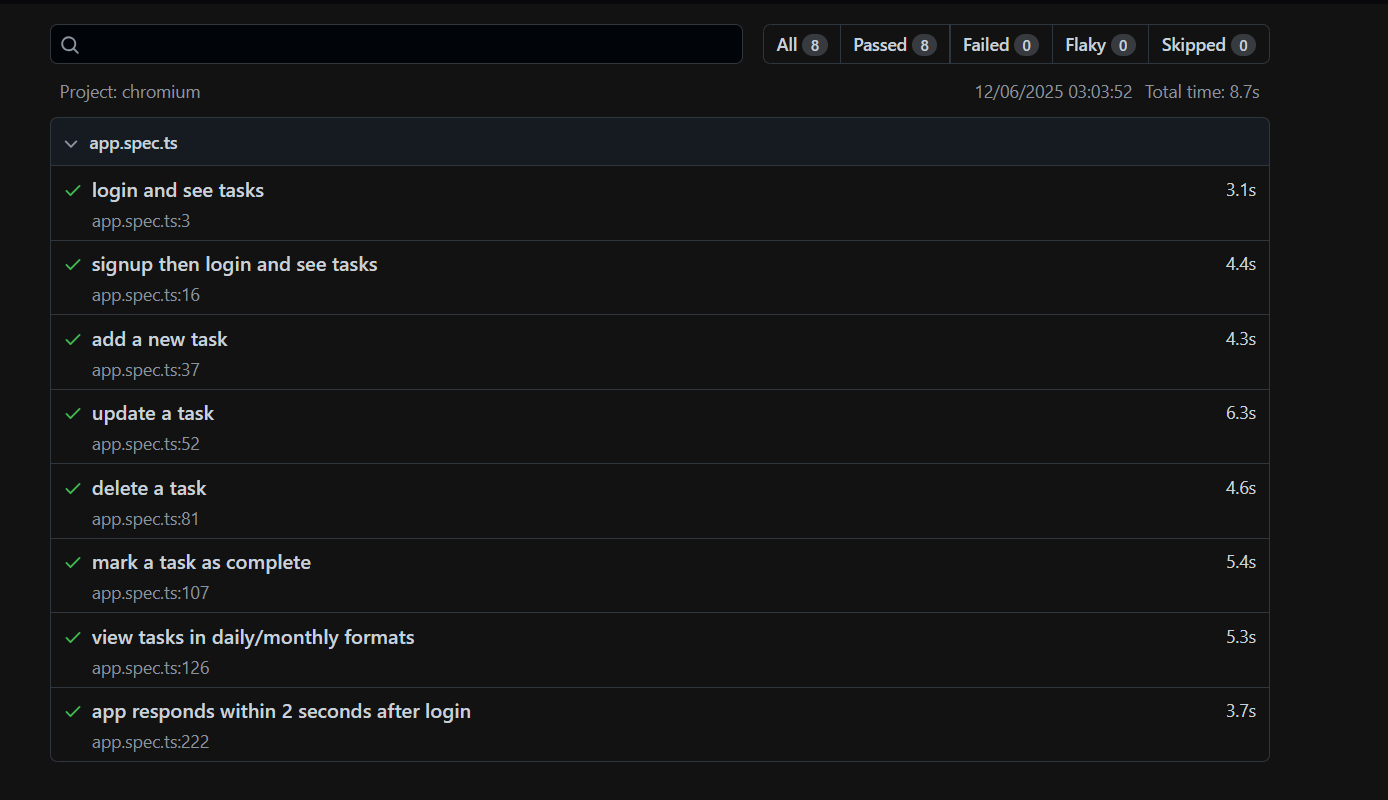 All 8 Passed 8 Failed 0 Flaky 0 Skipped 0
Project: chromium 12/06/2025 03:03:52 Total time: 8.7s
app.spec.ts
login and see tasks 3.1s
app.spec.ts:3
signup then login and see tasks 4.4s
app.spec.ts:16
add a new task 4.3s
app.spec.ts:37
update a task 6.3s
app.spec.ts:52
delete a task 4.6s
app.spec.ts:81
mark a task as complete 5.4s
app.spec.ts:107
view tasks in daily/monthly formats 5.3s
app.spec.ts:126
app responds within 2 seconds after login 3.7s
app.spec.ts:222